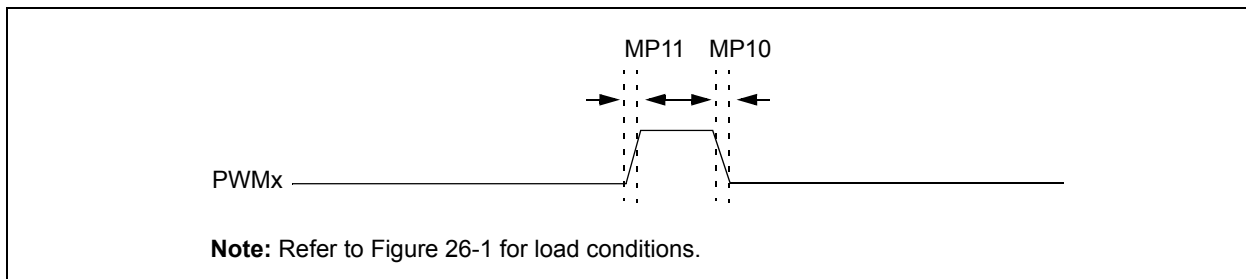 MP11 MP10
PWMx
Note: Refer to Figure 26-1 for load conditions.